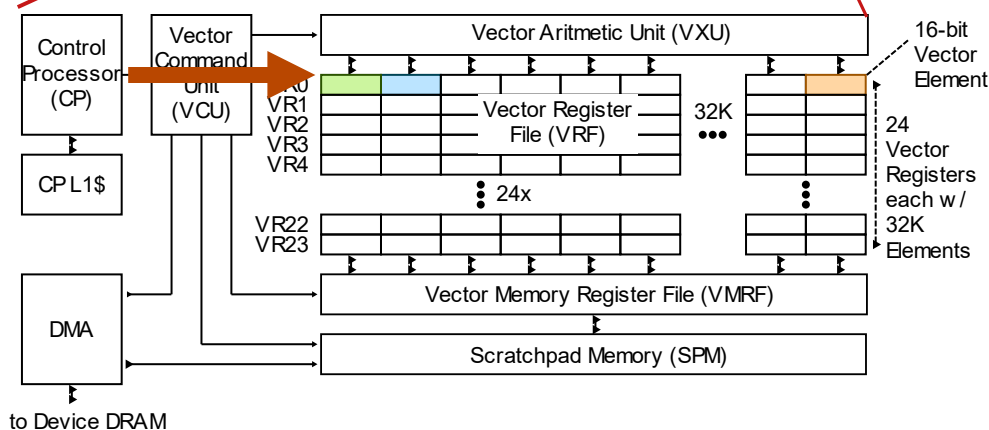 Control
Processor
(CP)
Vector
Command
Unit
(VCU)
Vector Aritmetic Unit (VXU)
16-bit
Vector
Element
VR0
VR1
VR2
VR3
VR4
Vector Register
File (VRF)
32K
24
Vector
Registers
each w/
32K
Elements
CP L1$
24x
VR22
VR23
DMA
Vector Memory Register File (VMRF)
Scratchpad Memory (SPM)
to Device DRAM